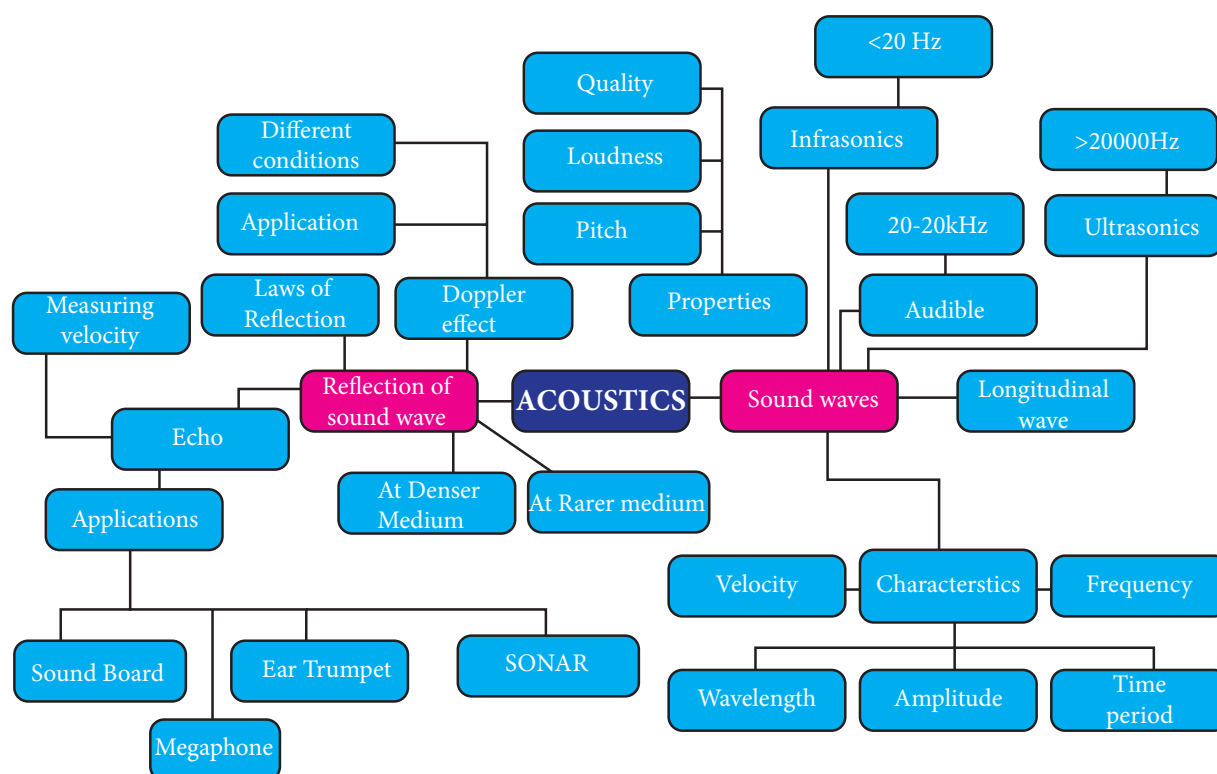 <20 Hz
Quality
Different
conditions
Infrasonics
>20000Hz
Loudness
Application
Pitch
20-20kHz
Ultrasonics
Measuring
velocity
Laws of
Reflection
Doppler
effect
Properties
Audible
Reflection of
sound wave
ACOUSTICS
Sound waves
Longitudinal
wave
Echo
At Denser
Medium
At Rarer medium
Applications
Velocity
Characterstics
Frequency
Sound Board
Ear Trumpet
SONAR
Wavelength
Amplitude
Time
period
Megaphone